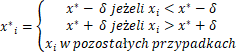 x*ᵢ = { x* − δ jeżeli xᵢ < x* − δ
x* + δ jeżeli xᵢ > x* + δ
xᵢ w pozostałych przypadkach